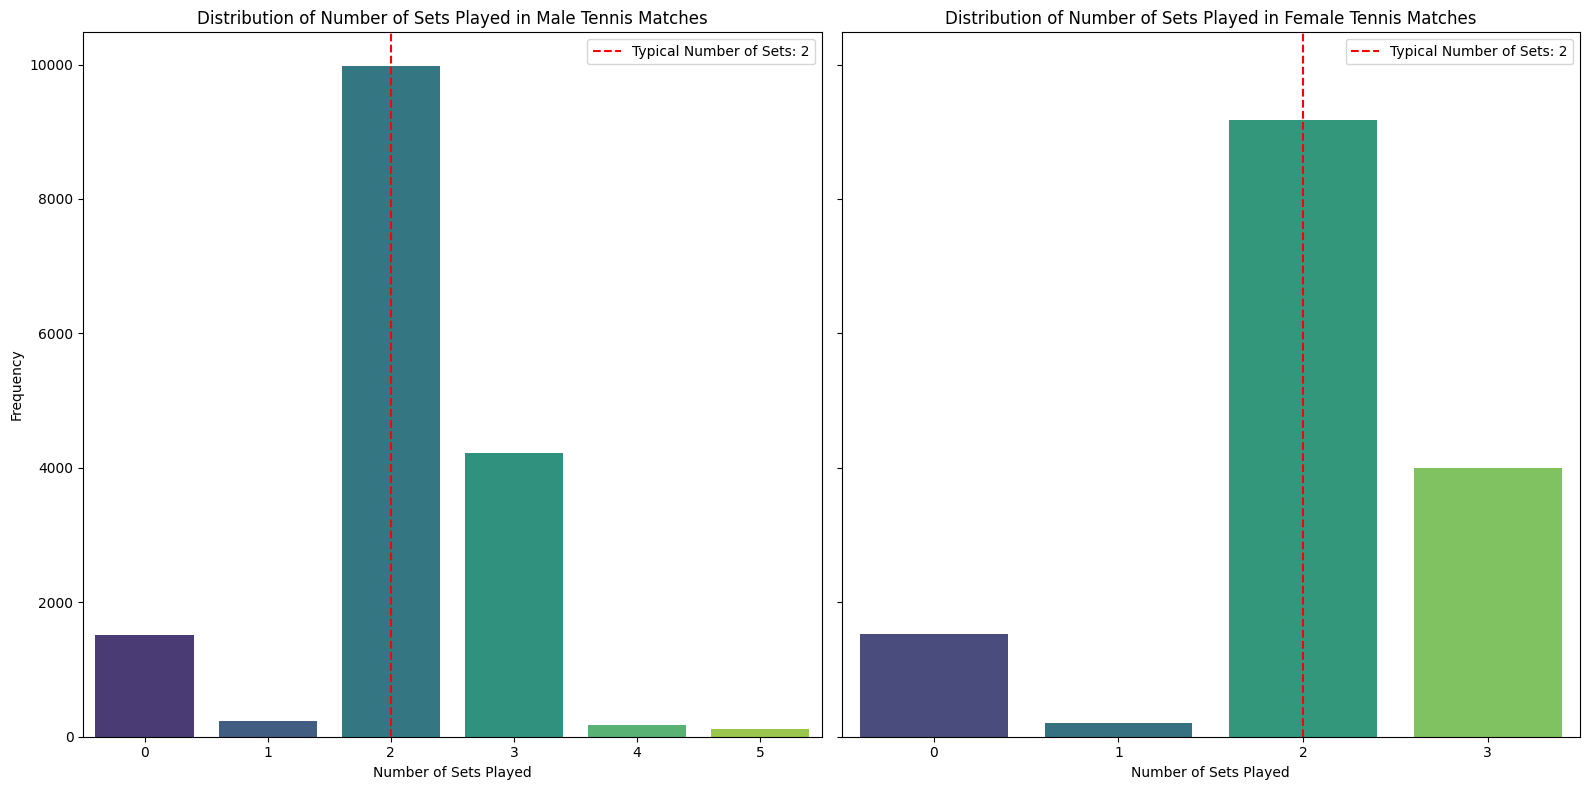 Distribution of Number of Sets Played in Male Tennis Matches
Typical Number of Sets: 2
10000
8000
6000
4000
2000
0
Frequency
0 1 2 3 4 5
Number of Sets Played
Distribution of Number of Sets Played in Female Tennis Matches
Typical Number of Sets: 2
0 1 2 3
Number of Sets Played